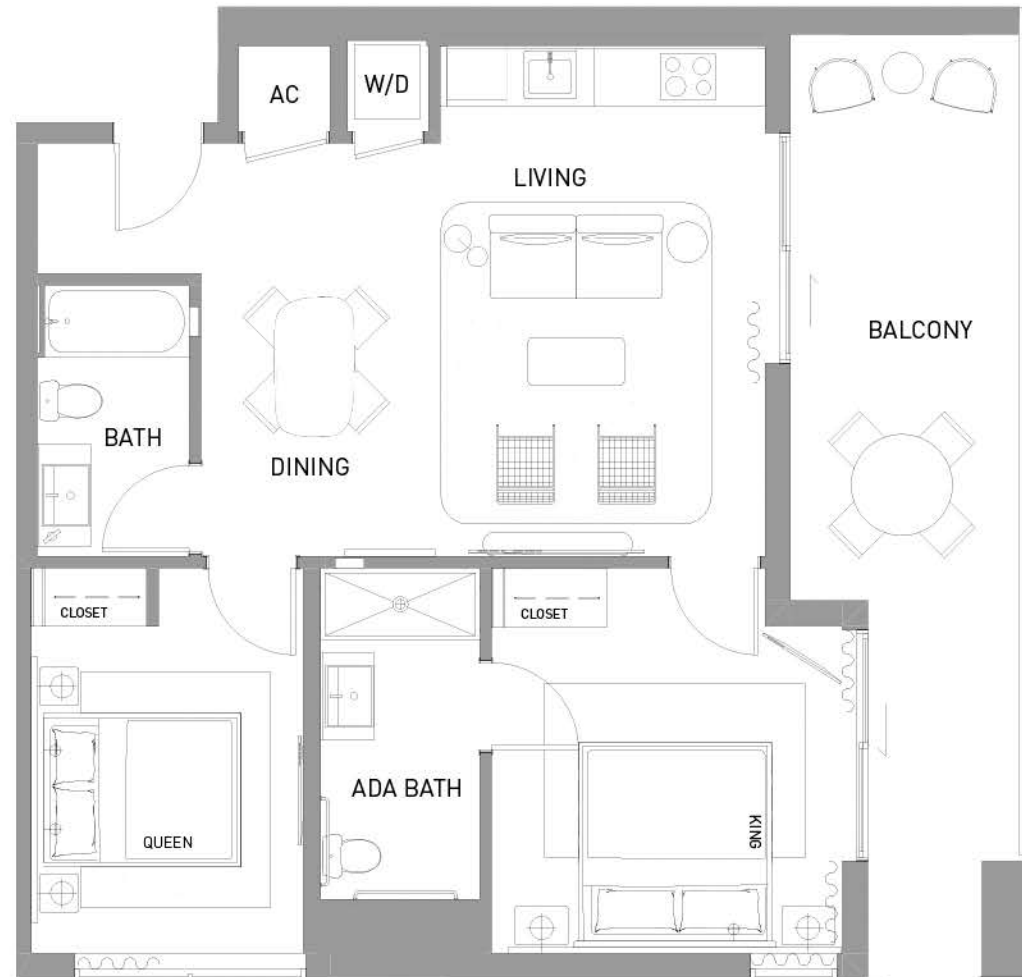 AC
W/D
LIVING
BALCONY
BATH
DINING
CLOSET
CLOSET
ADA BATH
QUEEN
KING